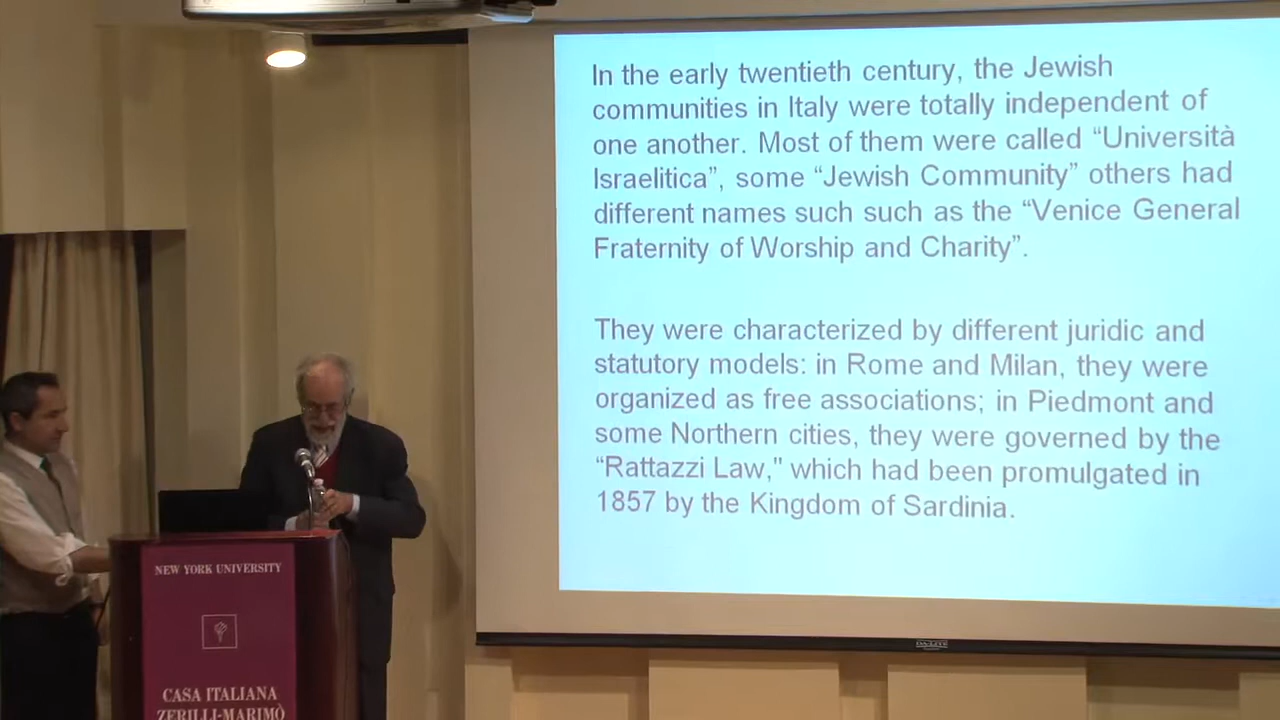 In the early twentieth century, the Jewish
communities in Italy were totally independent of
one another. Most of them were called “Università
Israelitica”, some “Jewish Community” others had
different names such such as the “Venice General
Fraternity of Worship and Charity”.
They were characterized by different juridic and
statutory models: in Rome and Milan, they were
organized as free associations; in Piedmont and
some Northern cities, they were governed by the
“Rattazzi Law," which had been promulgated in
1857 by the Kingdom of Sardinia.
DA-LITE
NEW YORK UNIVERSITY
CASA ITALIANA
ZERILLI-MARIMÒ